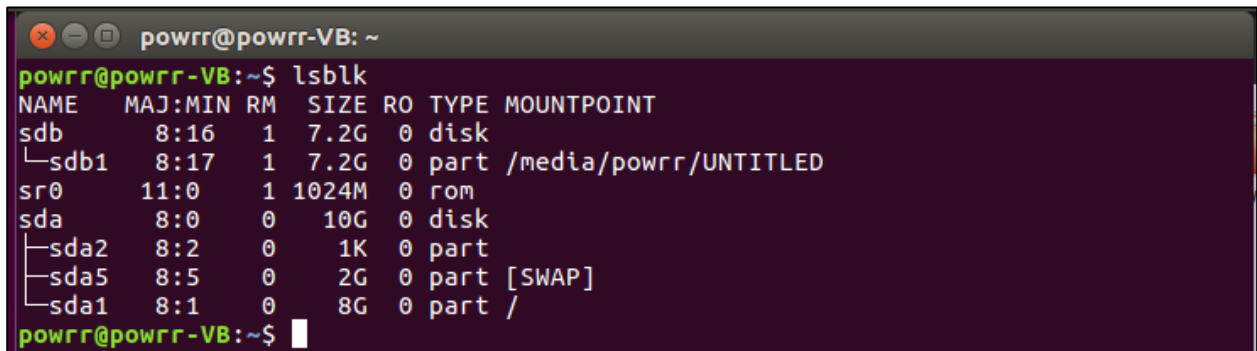 powrr@powrr-VB: ~
powrr@powrr-VB:~$ lsblk
NAME   MAJ:MIN RM  SIZE RO TYPE MOUNTPOINT
sdb      8:16   1  7.2G  0 disk
└─sdb1   8:17   1  7.2G  0 part /media/powrr/UNTITLED
sr0     11:0    1 1024M  0 rom
sda      8:0    0   10G  0 disk
├─sda2   8:2    0    1K  0 part
├─sda5   8:5    0    2G  0 part [SWAP]
└─sda1   8:1    0    8G  0 part /
powrr@powrr-VB:~$